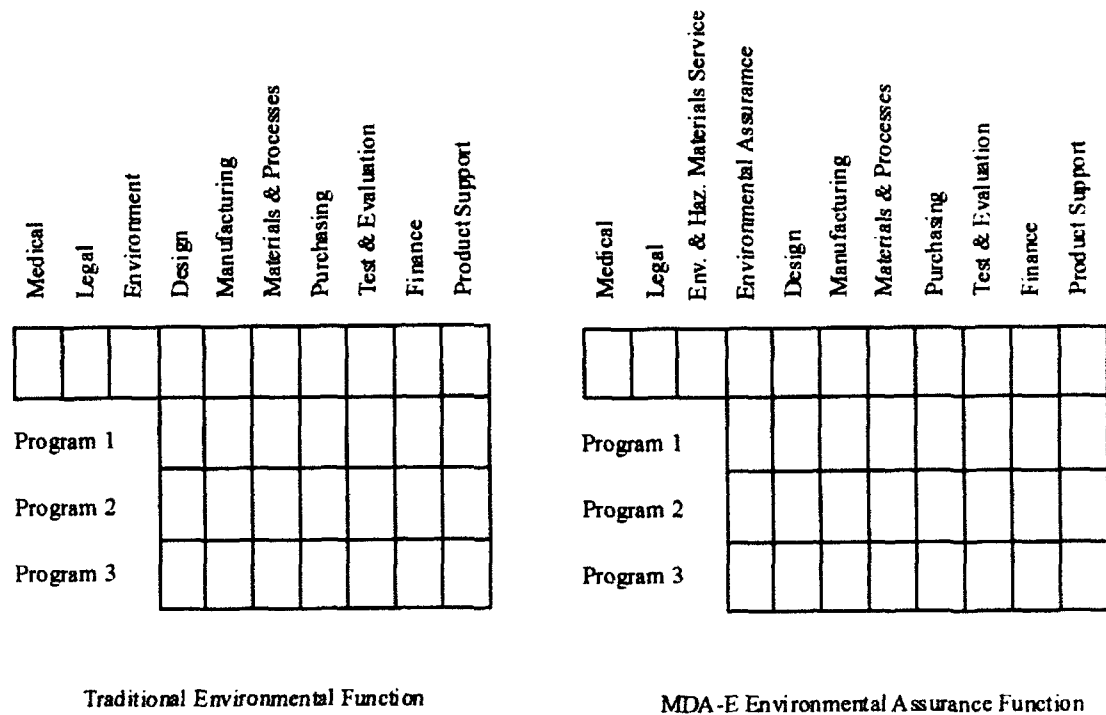 Medical
Legal
Environment
Design
Manufacturing
Materials & Processes
Purchasing
Test & Evaluation
Finance
Product Support
Program 1
Program 2
Program 3
Traditional Environmental Function
Medical
Legal
Env. & Haz. Materials Service
Environmental Assurance
Design
Manufacturing
Materials & Processes
Purchasing
Test & Evaluation
Finance
Product Support
Program 1
Program 2
Program 3
MDA-E Environmental Assurance Function